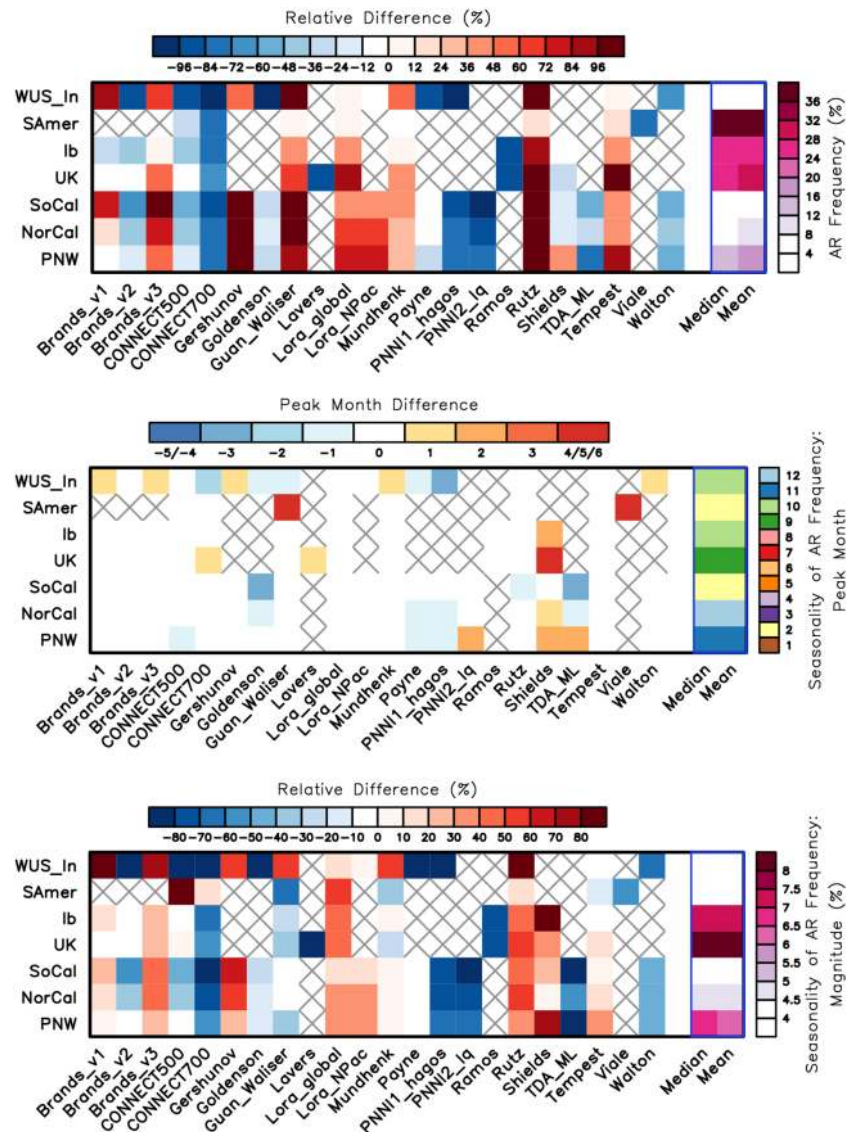 Relative Difference (%)
-96 -84 -72 -60 -48 -36 -24 -12 0 12 24 36 48 60 72 84 96
WUS_In
SAmer
Ib
UK
SoCal
NorCal
PNW
Brands_v1 Brands_v2 Brands_v3 CONNECT500 CONNECT700 Gershunov Goldenson Guan_Waliser Lavers Lora_global Lora_NPac Mundhenk Payne PNNl1_hagos PNNl2_lq Ramos Rutz Shields TDA_ML Tempest Viale Walton Median Mean
36
32
28
24
20
16
12
8
4
AR Frequency (%)
Peak Month Difference
-5/-4 -3 -2 -1 0 1 2 3 4/5/6
WUS_In
SAmer
Ib
UK
SoCal
NorCal
PNW
Brands_v1 Brands_v2 Brands_v3 CONNECT500 CONNECT700 Gershunov Goldenson Guan_Waliser Lavers Lora_global Lora_NPac Mundhenk Payne PNNl1_hagos PNNl2_lq Ramos Rutz Shields TDA_ML Tempest Viale Walton Median Mean
12
11
10
9
8
7
6
5
4
3
2
1
Seasonality of AR Frequency:
Peak Month
Relative Difference (%)
-80 -70 -60 -50 -40 -30 -20 -10 0 10 20 30 40 50 60 70 80
WUS_In
SAmer
Ib
UK
SoCal
NorCal
PNW
Brands_v1 Brands_v2 Brands_v3 CONNECT500 CONNECT700 Gershunov Goldenson Guan_Waliser Lavers Lora_global Lora_NPac Mundhenk Payne PNNl1_hagos PNNl2_lq Ramos Rutz Shields TDA_ML Tempest Viale Walton Median Mean
8
7.5
7
6.5
6
5.5
5
4.5
4
Seasonality of AR Frequency:
Magnitude (%)